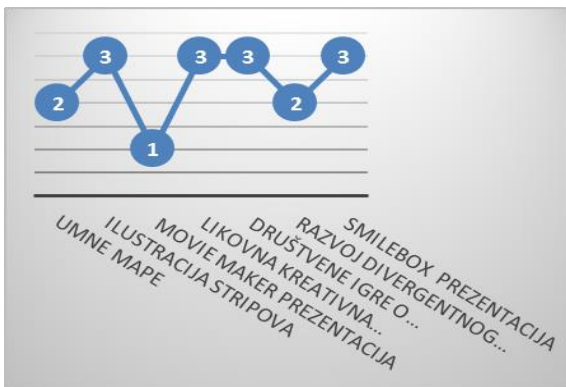 2
3
1
3
3
2
3
UMNE MAPE
ILUSTRACIJA STRIPOVA
MOVIE MAKER PREZENTACIJA
LIKOVNA KREATIVNA...
DRUŠTVENE IGRE O...
RAZVOJ DIVERGENTNOG...
SMILEBOX PREZENTACIJA